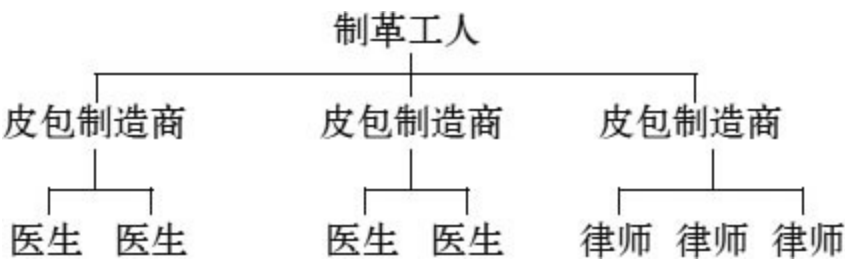 制革工人
皮包制造商 皮包制造商 皮包制造商
医生 医生 医生 医生 律师 律师 律师